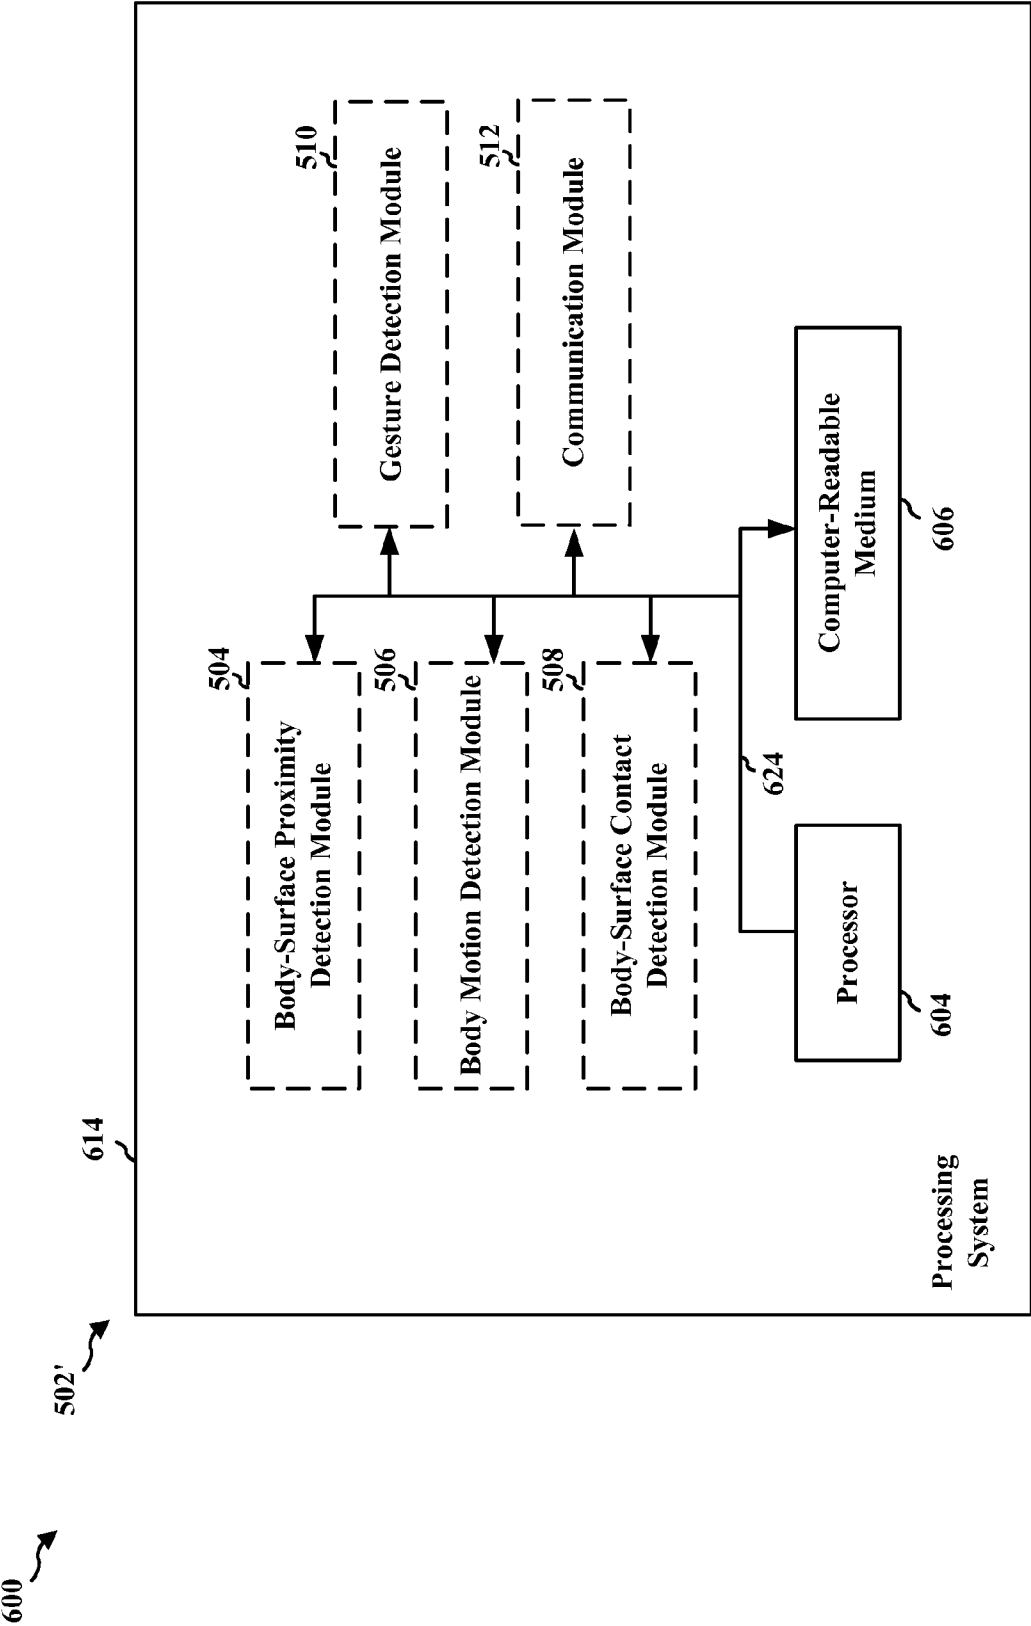 600
502'
614
504
Body-Surface Proximity
Detection Module
506
Body Motion Detection Module
508
Body-Surface Contact
Detection Module
510
Gesture Detection Module
512
Communication Module
624
Processor
604
Computer-Readable
Medium
606
Processing
System